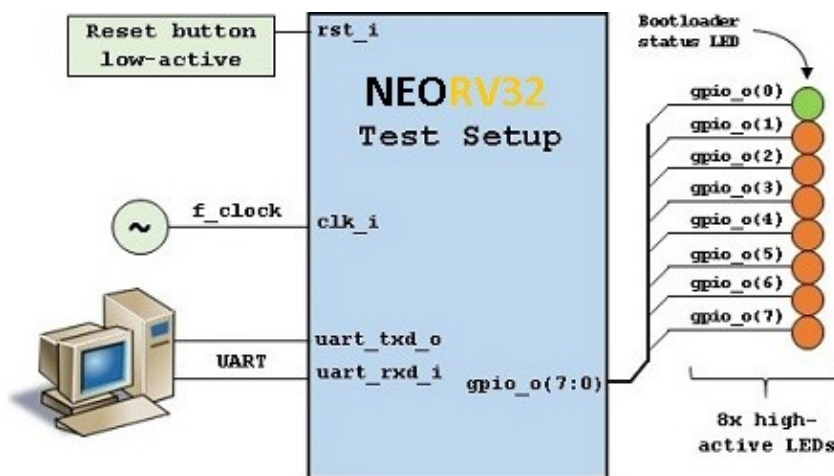 Reset button
low-active
rst_i
NEORV32
Test Setup
~
f_clock
clk_i
UART
uart_txd_o
uart_rxd_i
gpio_o(7:0)
Bootloader
status LED
gpio_o(0)
gpio_o(1)
gpio_o(2)
gpio_o(3)
gpio_o(4)
gpio_o(5)
gpio_o(6)
gpio_o(7)
8x high-
active LEDs